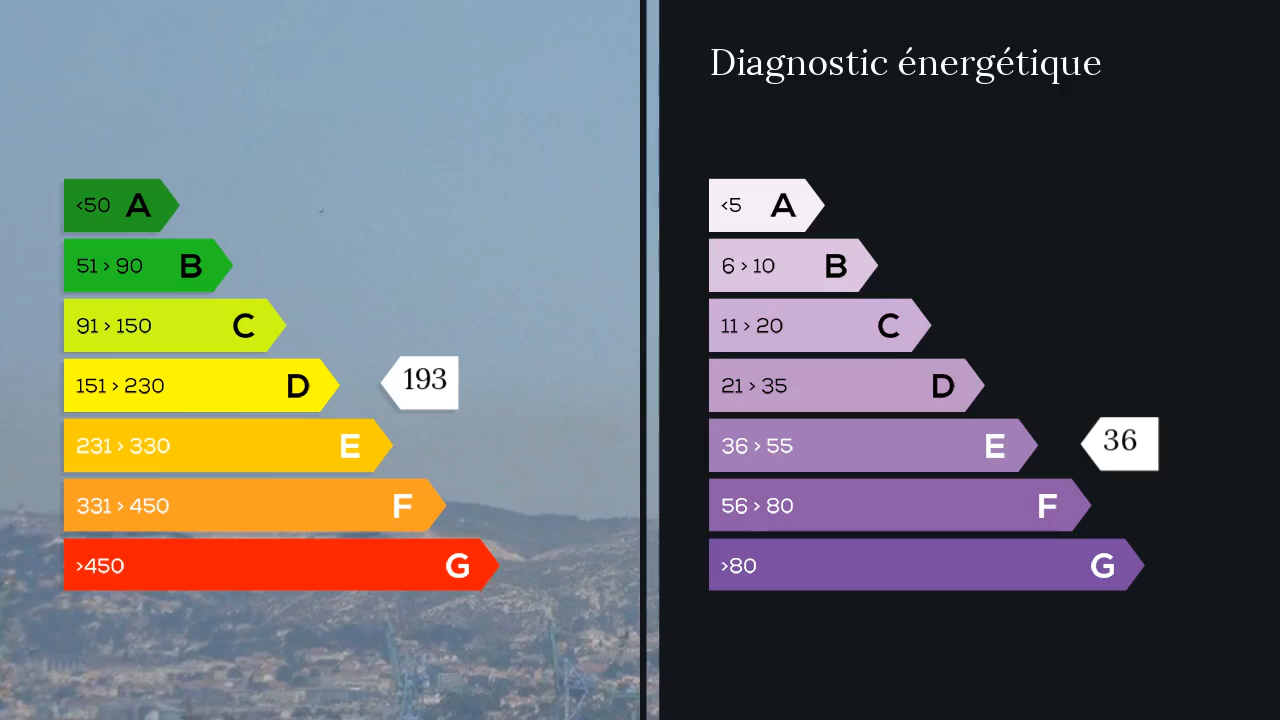 Diagnostic énergétique
<50 A
51 > 90 B
91 > 150 C
151 > 230 D
193
231 > 330 E
331 > 450 F
>450 G
<5 A
6 > 10 B
11 > 20 C
21 > 35 D
36 > 55 E
36
56 > 80 F
>80 G